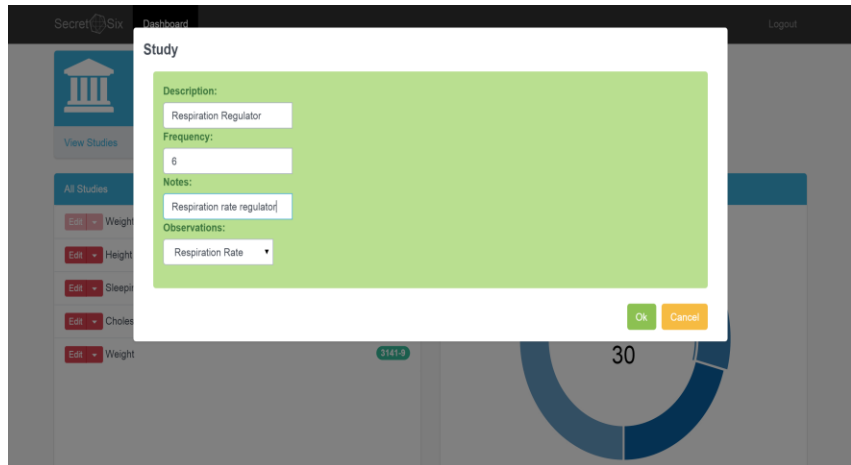 Secret Six Dashboard Logout
Study
Description:
Respiration Regulator
Frequency:
6
Notes:
Respiration rate regulator
Observations:
Respiration Rate
Ok Cancel
View Studies
All Studies
Edit Weight
Edit Height
Edit Sleepin
Edit Choles
Edit Weight 3141-9
30